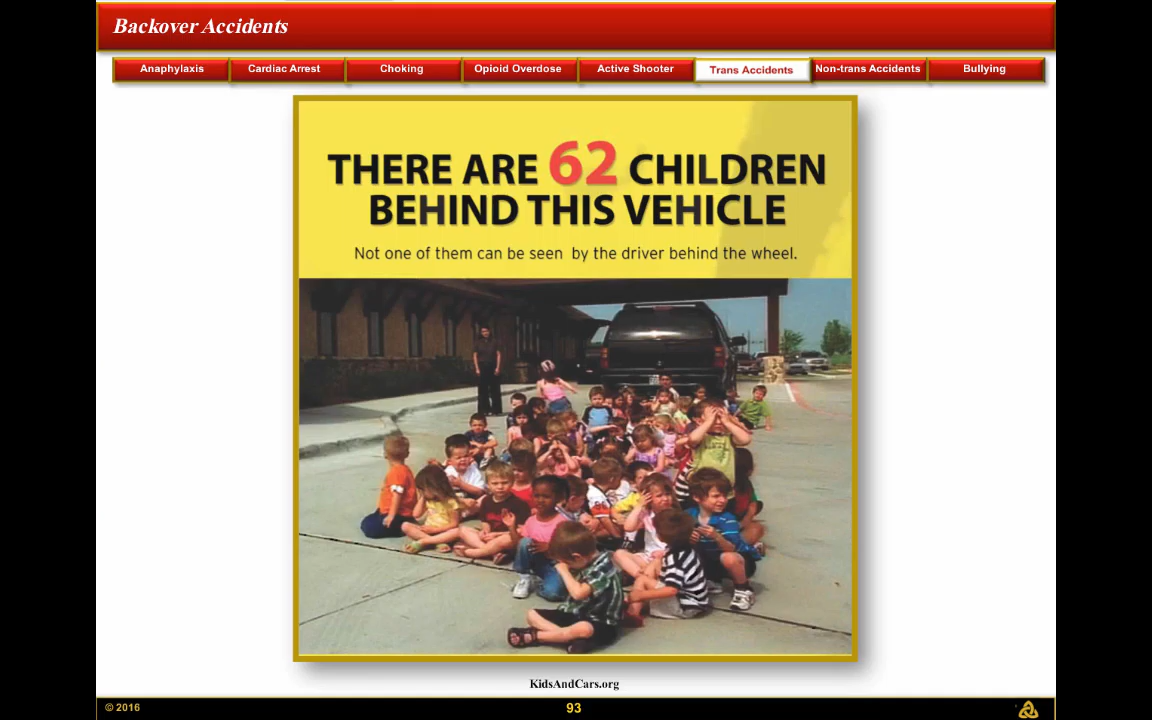 Backover Accidents
Anaphylaxis Cardiac Arrest Choking Opioid Overdose Active Shooter Trans Accidents Non-trans Accidents Bullying
THERE ARE 62 CHILDREN
BEHIND THIS VEHICLE
Not one of them can be seen by the driver behind the wheel.
KidsAndCars.org
© 2016 93